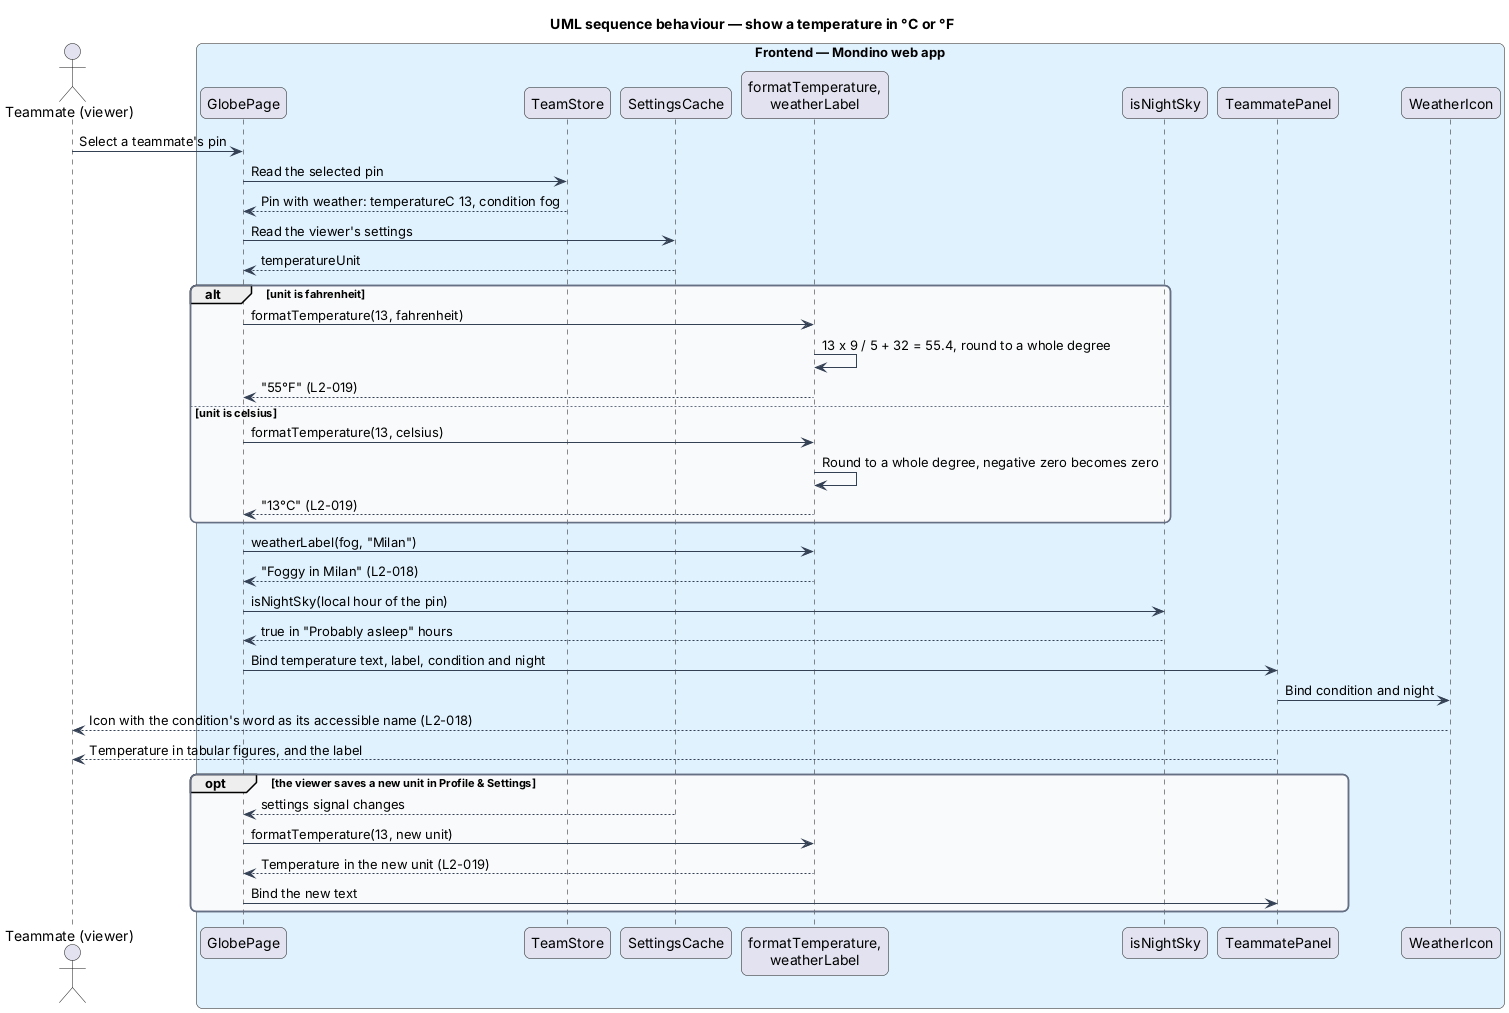 UML sequence behaviour — show a temperature in °C or °F
Frontend — Mondino web app
Teammate (viewer)
GlobePage
TeamStore
SettingsCache
formatTemperature,
weatherLabel
isNightSky
TeammatePanel
WeatherIcon
Select a teammate's pin
Read the selected pin
Pin with weather: temperatureC 13, condition fog
Read the viewer's settings
temperatureUnit
alt
[unit is fahrenheit]
formatTemperature(13, fahrenheit)
13 x 9 / 5 + 32 = 55.4, round to a whole degree
"55°F" (L2-019)
[unit is celsius]
formatTemperature(13, celsius)
Round to a whole degree, negative zero becomes zero
"13°C" (L2-019)
weatherLabel(fog, "Milan")
"Foggy in Milan" (L2-018)
isNightSky(local hour of the pin)
true in "Probably asleep" hours
Bind temperature text, label, condition and night
Bind condition and night
Icon with the condition's word as its accessible name (L2-018)
Temperature in tabular figures, and the label
opt
[the viewer saves a new unit in Profile & Settings]
settings signal changes
formatTemperature(13, new unit)
Temperature in the new unit (L2-019)
Bind the new text
Teammate (viewer)
GlobePage
TeamStore
SettingsCache
formatTemperature,
weatherLabel
isNightSky
TeammatePanel
WeatherIcon